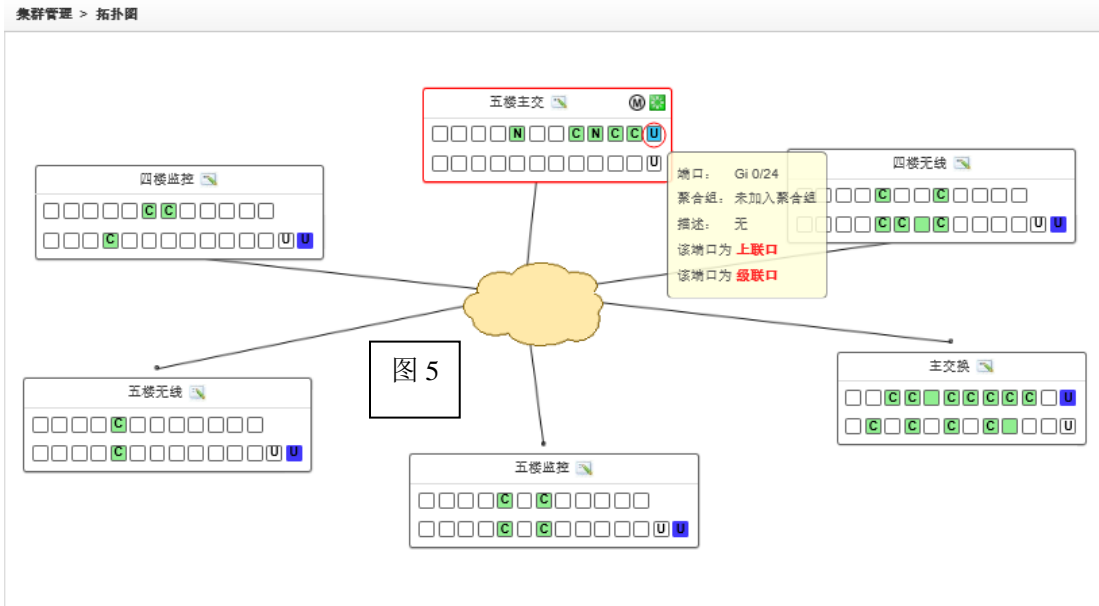 集群管理 > 拓扑图
五楼主交 M
N C N C C U
U
四楼监控
C C
C U U
端口： Gi 0/24
聚合组： 未加入聚合组
描述： 无
该端口为 上联口
该端口为 级联口
四楼无线
C C
C C C U U
图 5
五楼无线
C
C U U
主交换
C C C C C C C U
C C C C U
五楼监控
C C
C C U U